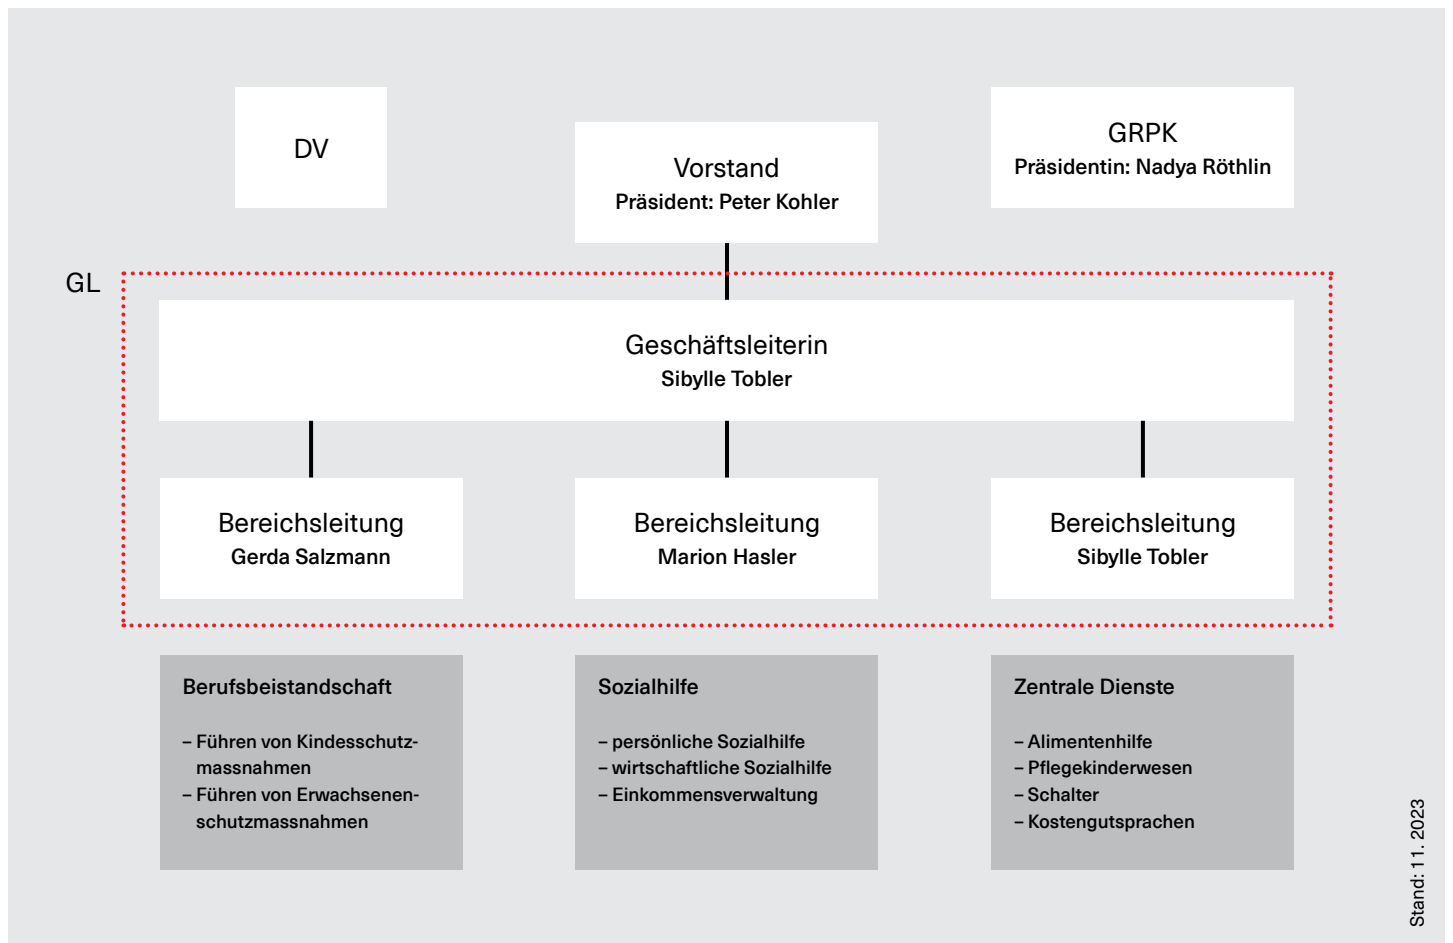 DV
Vorstand
Präsident: Peter Kohler
GRPK
Präsidentin: Nadya Röthlin
GL
Geschäftsleiterin
Sibylle Tobler
Bereichsleitung
Gerda Salzmann
Bereichsleitung
Marion Hasler
Bereichsleitung
Sibylle Tobler
Berufsbeistandschaft
– Führen von Kindesschutz-
massnahmen
– Führen von Erwachsenen-
schutzmassnahmen
Sozialhilfe
– persönliche Sozialhilfe
– wirtschaftliche Sozialhilfe
– Einkommensverwaltung
Zentrale Dienste
– Alimentenhilfe
– Pflegekinderwesen
– Schalter
– Kostengutsprachen
Stand: 11. 2023